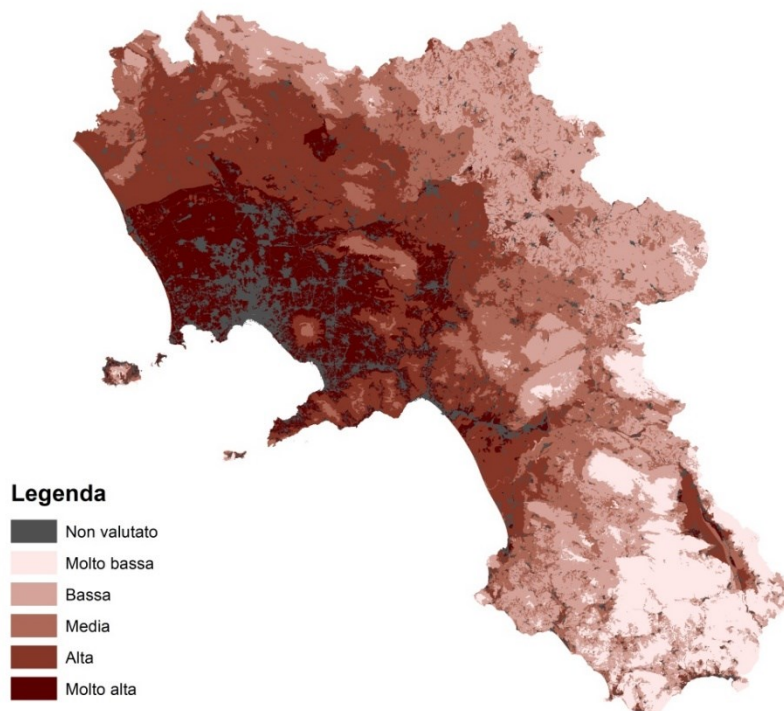 Legenda
Non valutato
Molto bassa
Bassa
Media
Alta
Molto alta